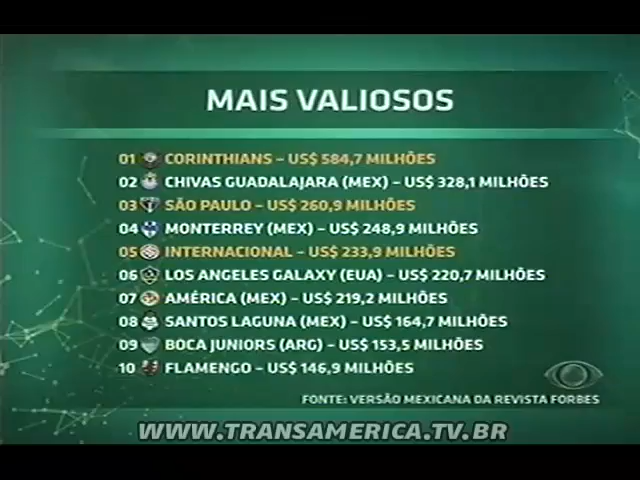 MAIS VALIOSOS
01 CORINTHIANS – US$ 584,7 MILHÕES
02 CHIVAS GUADALAJARA (MEX) – US$ 328,1 MILHÕES
03 SÃO PAULO – US$ 260,9 MILHÕES
04 MONTERREY (MEX) – US$ 248,9 MILHÕES
05 INTERNACIONAL – US$ 233,9 MILHÕES
06 LOS ANGELES GALAXY (EUA) – US$ 220,7 MILHÕES
07 AMÉRICA (MEX) – US$ 219,2 MILHÕES
08 SANTOS LAGUNA (MEX) – US$ 164,7 MILHÕES
09 BOCA JUNIORS (ARG) – US$ 153,5 MILHÕES
10 FLAMENGO – US$ 146,9 MILHÕES
FONTE: VERSÃO MEXICANA DA REVISTA FORBES
WWW.TRANSAMERICA.TV.BR